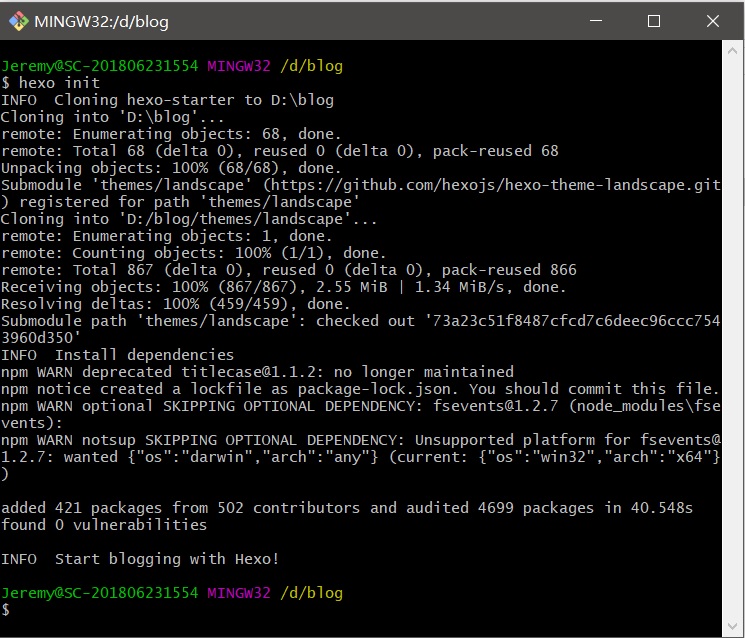 MINGW32:/d/blog
Jeremy@SC-201806231554 MINGW32 /d/blog
$ hexo init
INFO  Cloning hexo-starter to D:\blog
Cloning into 'D:\blog'...
remote: Enumerating objects: 68, done.
remote: Total 68 (delta 0), reused 0 (delta 0), pack-reused 68
Unpacking objects: 100% (68/68), done.
Submodule 'themes/landscape' (https://github.com/hexojs/hexo-theme-landscape.git
) registered for path 'themes/landscape'
Cloning into 'D:/blog/themes/landscape'...
remote: Enumerating objects: 1, done.
remote: Counting objects: 100% (1/1), done.
remote: Total 867 (delta 0), reused 0 (delta 0), pack-reused 866
Receiving objects: 100% (867/867), 2.55 MiB | 1.34 MiB/s, done.
Resolving deltas: 100% (459/459), done.
Submodule path 'themes/landscape': checked out '73a23c51f8487cfcd7c6deec96ccc754
3960d350'
INFO  Install dependencies
npm WARN deprecated titlecase@1.1.2: no longer maintained
npm notice created a lockfile as package-lock.json. You should commit this file.
npm WARN optional SKIPPING OPTIONAL DEPENDENCY: fsevents@1.2.7 (node_modules\fse
vents):
npm WARN notsup SKIPPING OPTIONAL DEPENDENCY: Unsupported platform for fsevents@
1.2.7: wanted {"os":"darwin","arch":"any"} (current: {"os":"win32","arch":"x64"}
)
added 421 packages from 502 contributors and audited 4699 packages in 40.548s
found 0 vulnerabilities
INFO  Start blogging with Hexo!
Jeremy@SC-201806231554 MINGW32 /d/blog
$